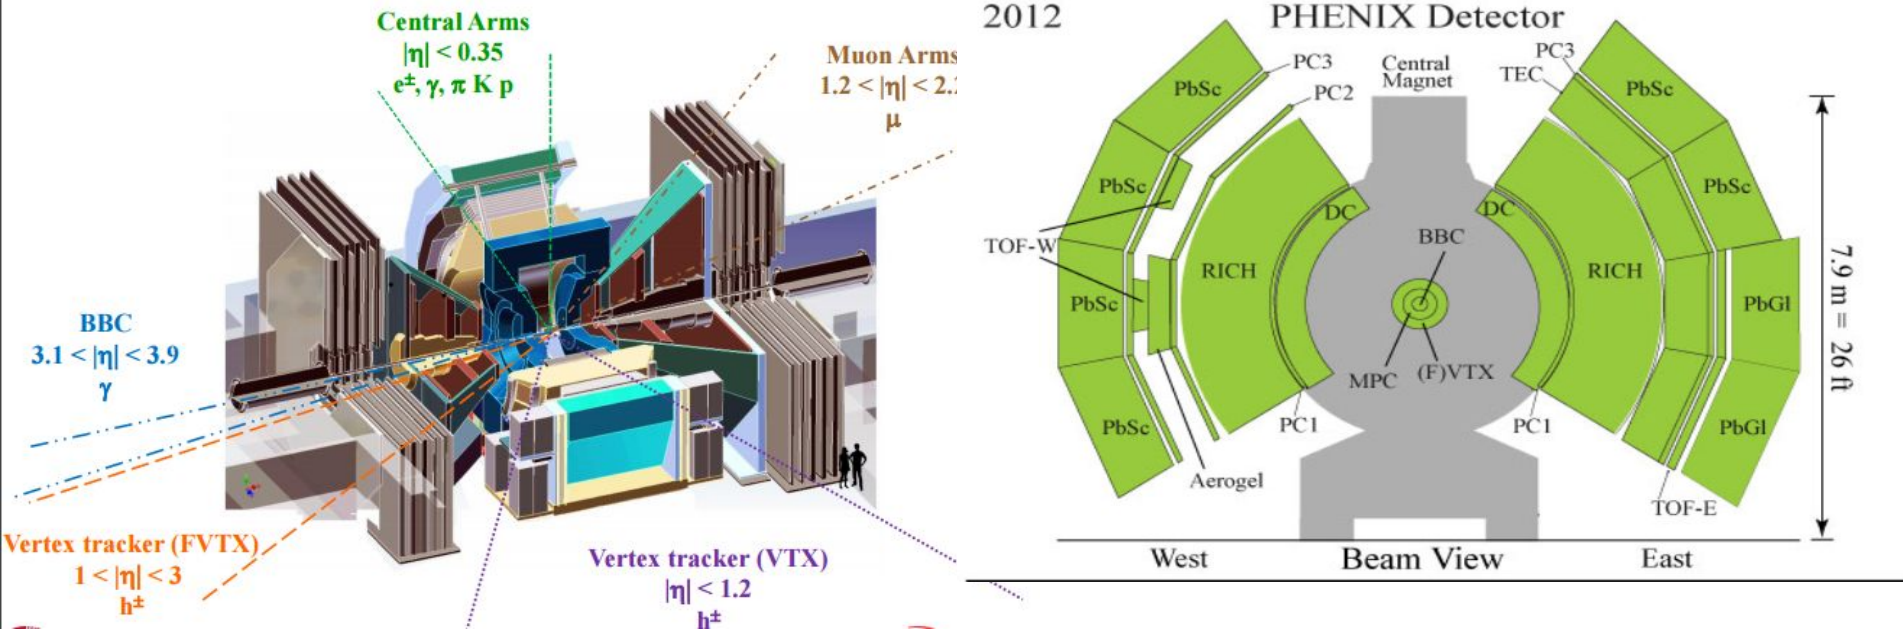 Central Arms
|η| < 0.35
e±, γ, π K p
Muon Arms
1.2 < |η| < 2.
μ
BBC
3.1 < |η| < 3.9
γ
Vertex tracker (FVTX)
1 < |η| < 3
h±
Vertex tracker (VTX)
|η| < 1.2
h±
2012
PHENIX Detector
PC3
PC2
Central
Magnet
PC3
TEC
PbSc
PbSc
PbSc
PbSc
TOF-W
PbSc
PbSc
RICH
DC
DC
BBC
RICH
PbSc
PbGl
MPC
(F)VTX
PC1
PC1
PbSc
PbGl
Aerogel
TOF-E
7.9 m = 26 ft
West
Beam View
East